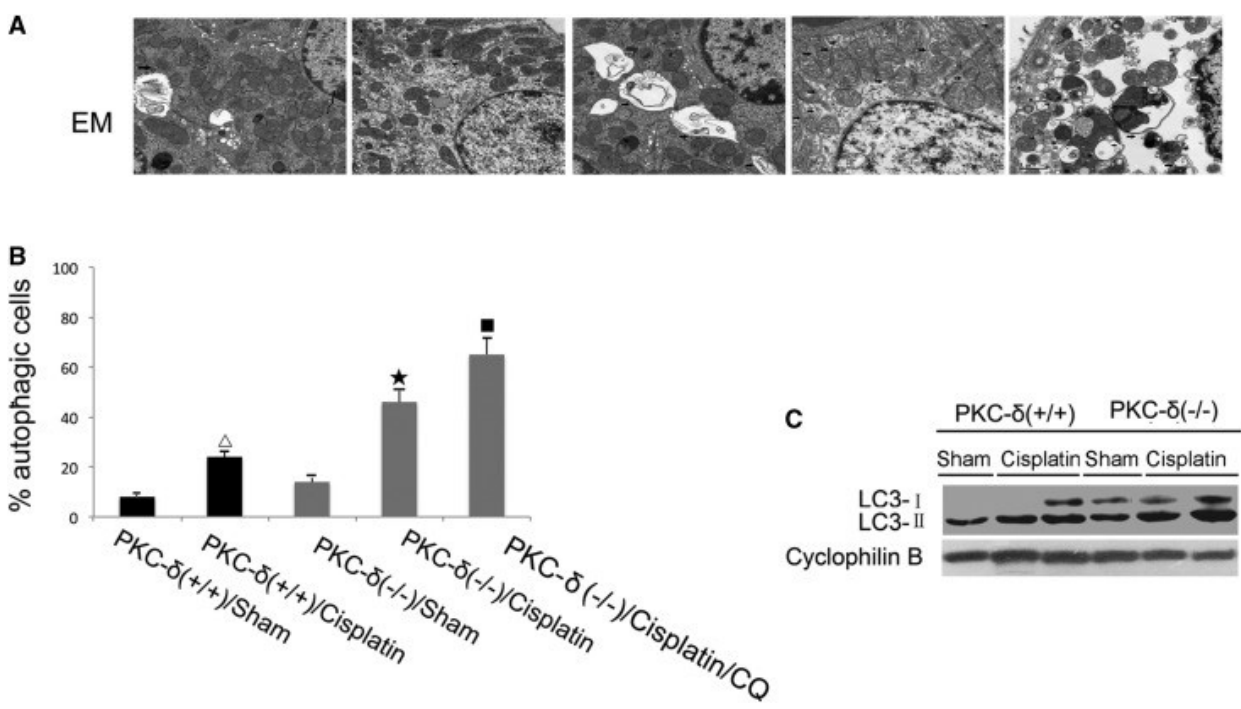 A
EM
B
% autophagic cells
100
80
60
40
20
0
PKC-δ(+/+)/Sham
PKC-δ(+/+)/Cisplatin
PKC-δ(-/-)/Sham
PKC-δ(-/-)/Cisplatin
PKC-δ(-/-)/Cisplatin/CQ
C
PKC-δ(+/+) PKC-δ(-/-)
Sham Cisplatin Sham Cisplatin
LC3-Ⅰ
LC3-Ⅱ
Cyclophilin B